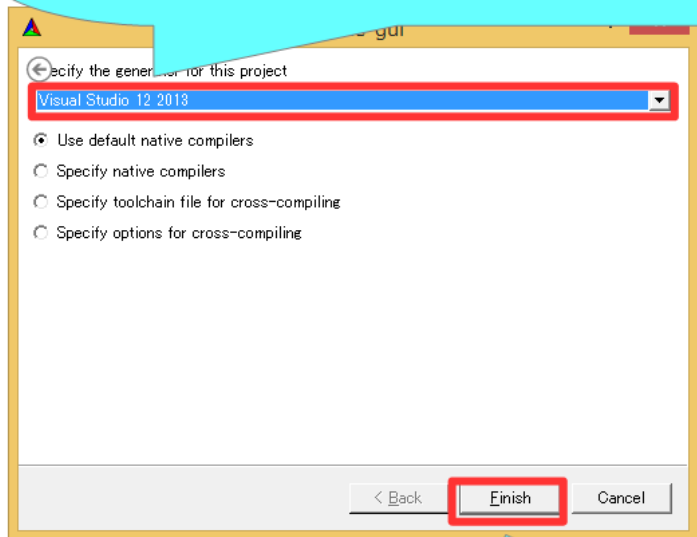 gui
ecify the gener for this project
Visual Studio 12 2013
Use default native compilers
Specify native compilers
Specify toolchain file for cross-compiling
Specify options for cross-compiling
< Back
Finish
Cancel